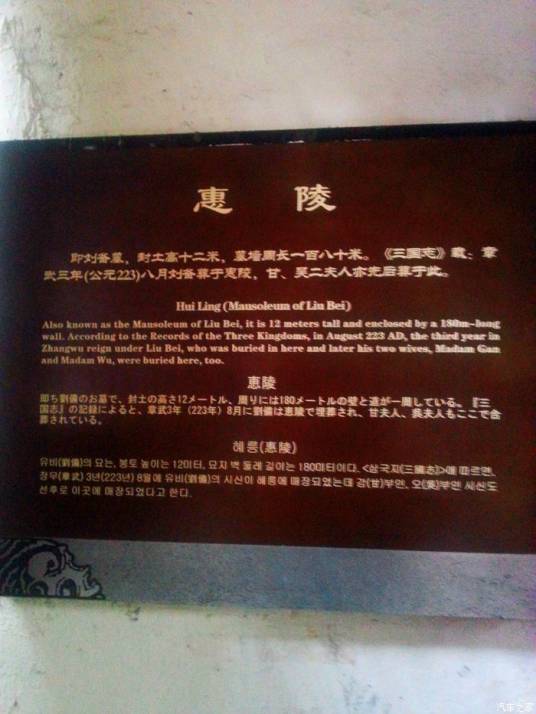 惠 陵
即刘备墓，封土高十二米，墓墙周长一百八十米。《三国志》载：章
武三年(公元223)八月刘备葬于惠陵，甘、吴二夫人亦先后葬于此。
Hui Ling (Mausoleum of Liu Bei)
Also known as the Mausoleum of Liu Bei, it is 12 meters tall and enclosed by a 180m-long
wall. According to the Records of the Three Kingdoms, in August 223 AD, the third year in
Zhangwu reign under Liu Bei, who was buried in here and later his two wives, Madam Gan
and Madam Wu, were buried here, too.
惠陵
即ち劉備のお墓で、封土の高さ12メートル、周りには180メートルの壁と道が一周している。『三
国志』の記録によると、章武3年（223年）8月に劉備は惠陵で埋葬され、甘夫人、呉夫人もここで合
葬されている。
혜릉(惠陵)
유비(劉備)의 묘는, 봉토 높이는 12미터, 묘지 벽 둘레 길이는 180미터이다. <삼국지(三國志)>에 따르면,
장무(章武) 3년(223년) 8월에 유비(劉備)의 시신이 혜릉에 매장되었는데 감(甘)부인, 오(吳)부인 씨신도
선후로 이곳에 매장되었다고 한다.
汽车之家